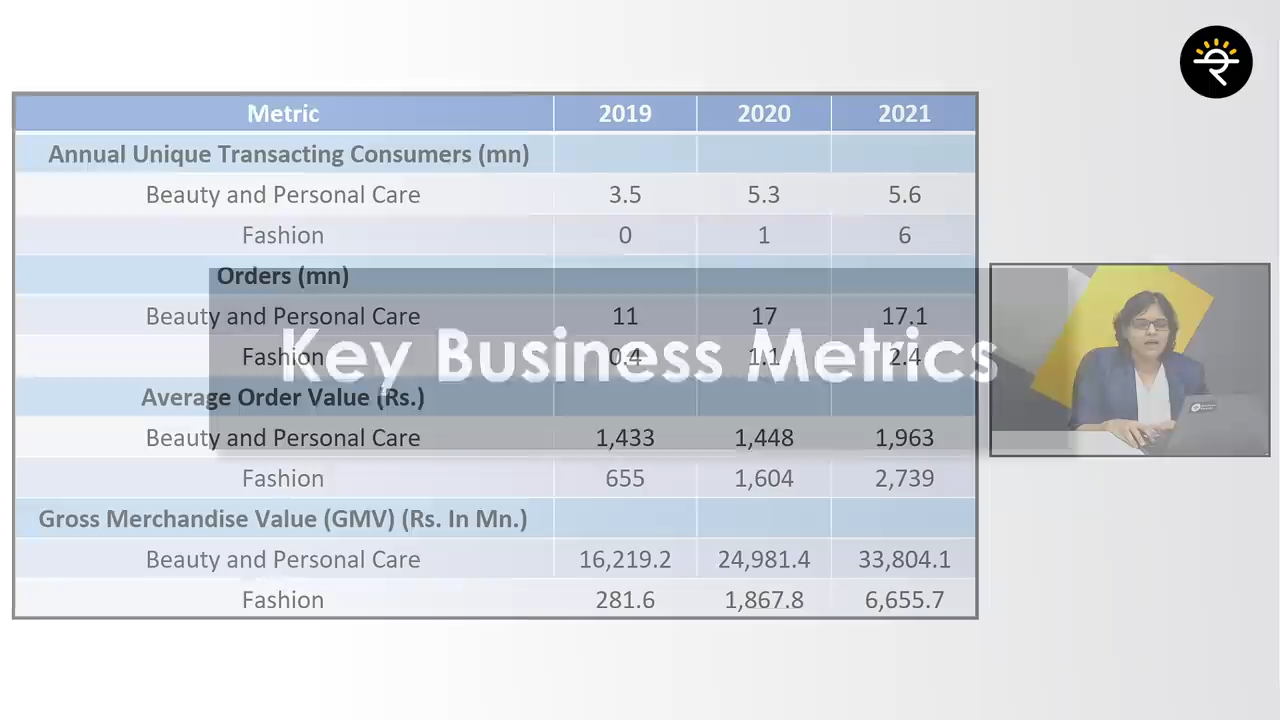 Metric 2019 2020 2021
Annual Unique Transacting Consumers (mn)
Beauty and Personal Care 3.5 5.3 5.6
Fashion 0 1 6
Orders (mn)
Beauty and Personal Care 11 17 17.1
Fashion 0.4 1.1 2.4
Key Business Metrics
Average Order Value (Rs.)
Beauty and Personal Care 1,433 1,448 1,963
Fashion 655 1,604 2,739
Gross Merchandise Value (GMV) (Rs. In Mn.)
Beauty and Personal Care 16,219.2 24,981.4 33,804.1
Fashion 281.6 1,867.8 6,655.7